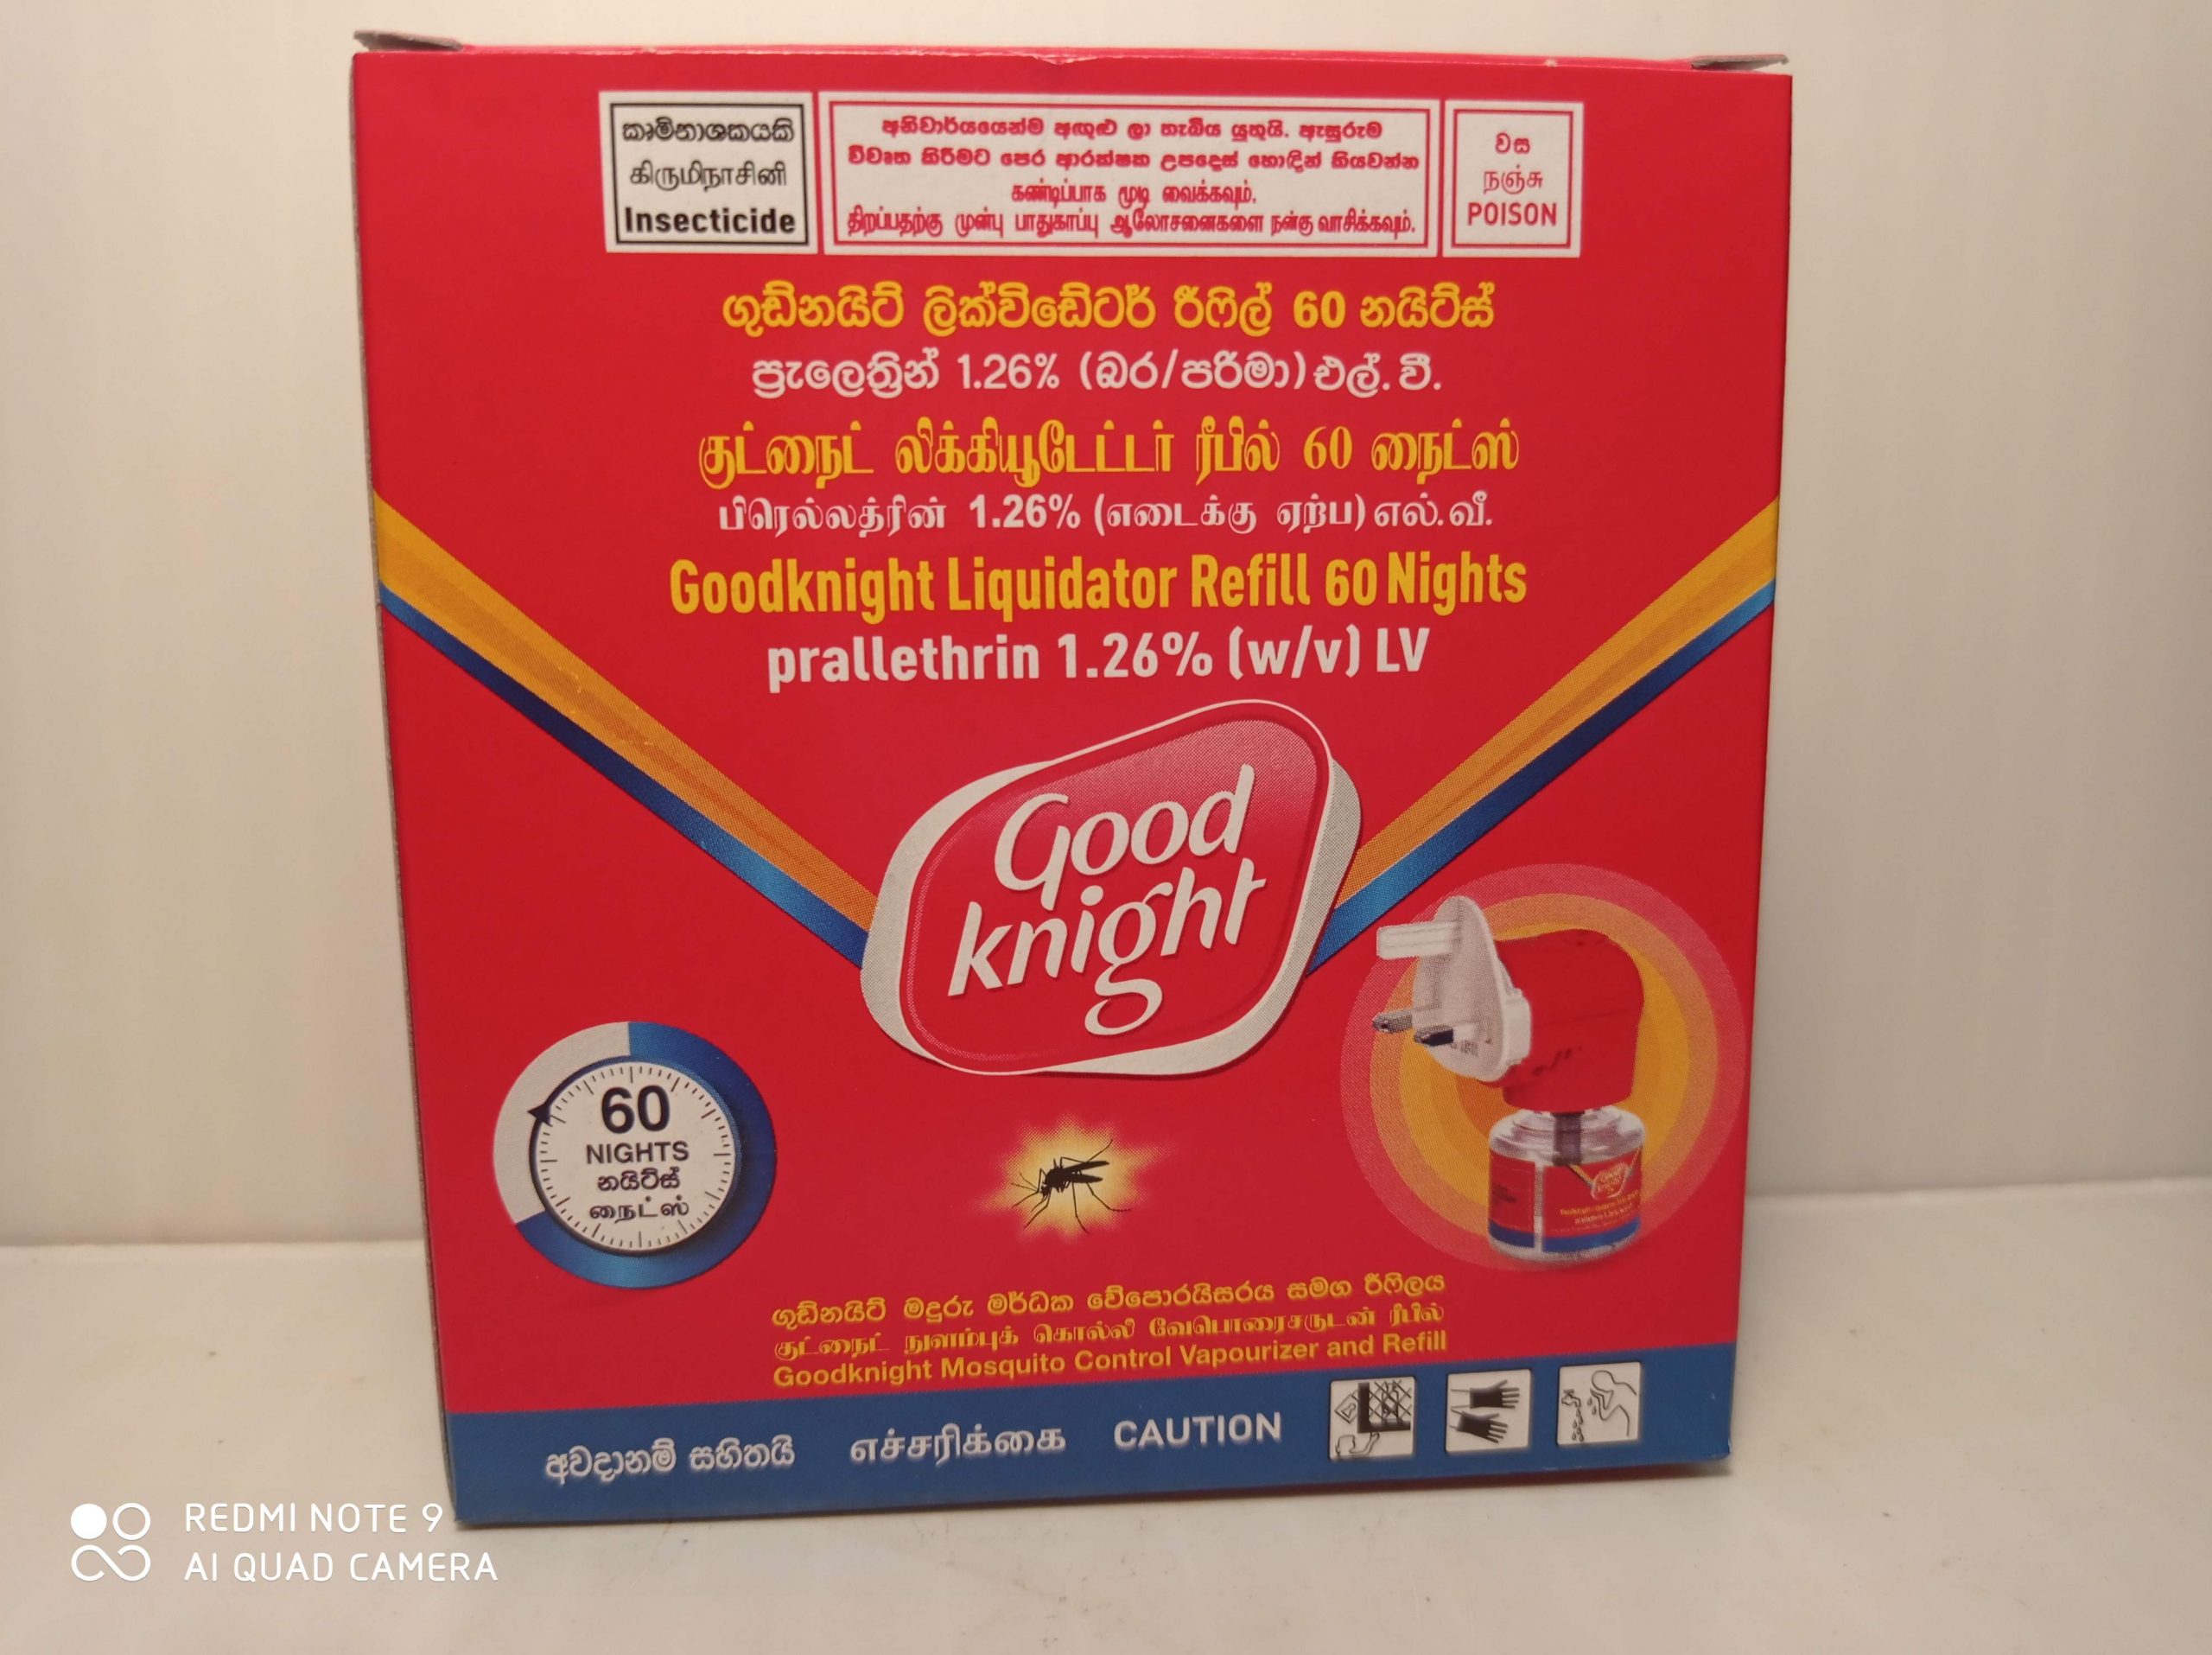 කෘමිනාශකයකි
கிருமிநாசினி
Insecticide
අනිවාර්යයෙන්ම අඟුළු ලා තැබිය යුතුයි. ඇසුරුම
විවෘත කිරීමට පෙර ආරක්ෂක උපදෙස් හොඳින් කියවන්න
கண்டிப்பாக மூடி வைக்கவும்.
திறப்பதற்கு முன்பு பாதுகாப்பு ஆலோசனைகளை நன்கு வாசிக்கவும்.
වස
நஞ்சு
POISON
ගුඩ්නයිට් ලික්විඩේටර් රීෆිල් 60 නයිට්ස්
ප්‍රැලෙත්‍රින් 1.26% (බර/පරිමා) එල්. වී.
குட்நைட் லிக்கியூடேட்டர் ரீபில் 60 நைட்ஸ்
பிரெல்லத்ரின் 1.26% (எடைக்கு ஏற்ப) எல். வீ.
Goodknight Liquidator Refill 60 Nights
prallethrin 1.26% (w/v) LV
Good
knight
60
NIGHTS
නයිට්ස්
நைட்ஸ்
Good
knight
ගුඩ්නයිට් මදුරු මර්ධක වේපොරයිසරය සමග රීෆිලය
குட்நைட் நுளம்புக் கொல்லி வேபொரைசருடன் ரீபில்
Goodknight Mosquito Control Vapourizer and Refill
අවදානම් සහිතයි எச்சரிக்கை CAUTION
REDMI NOTE 9
AI QUAD CAMERA